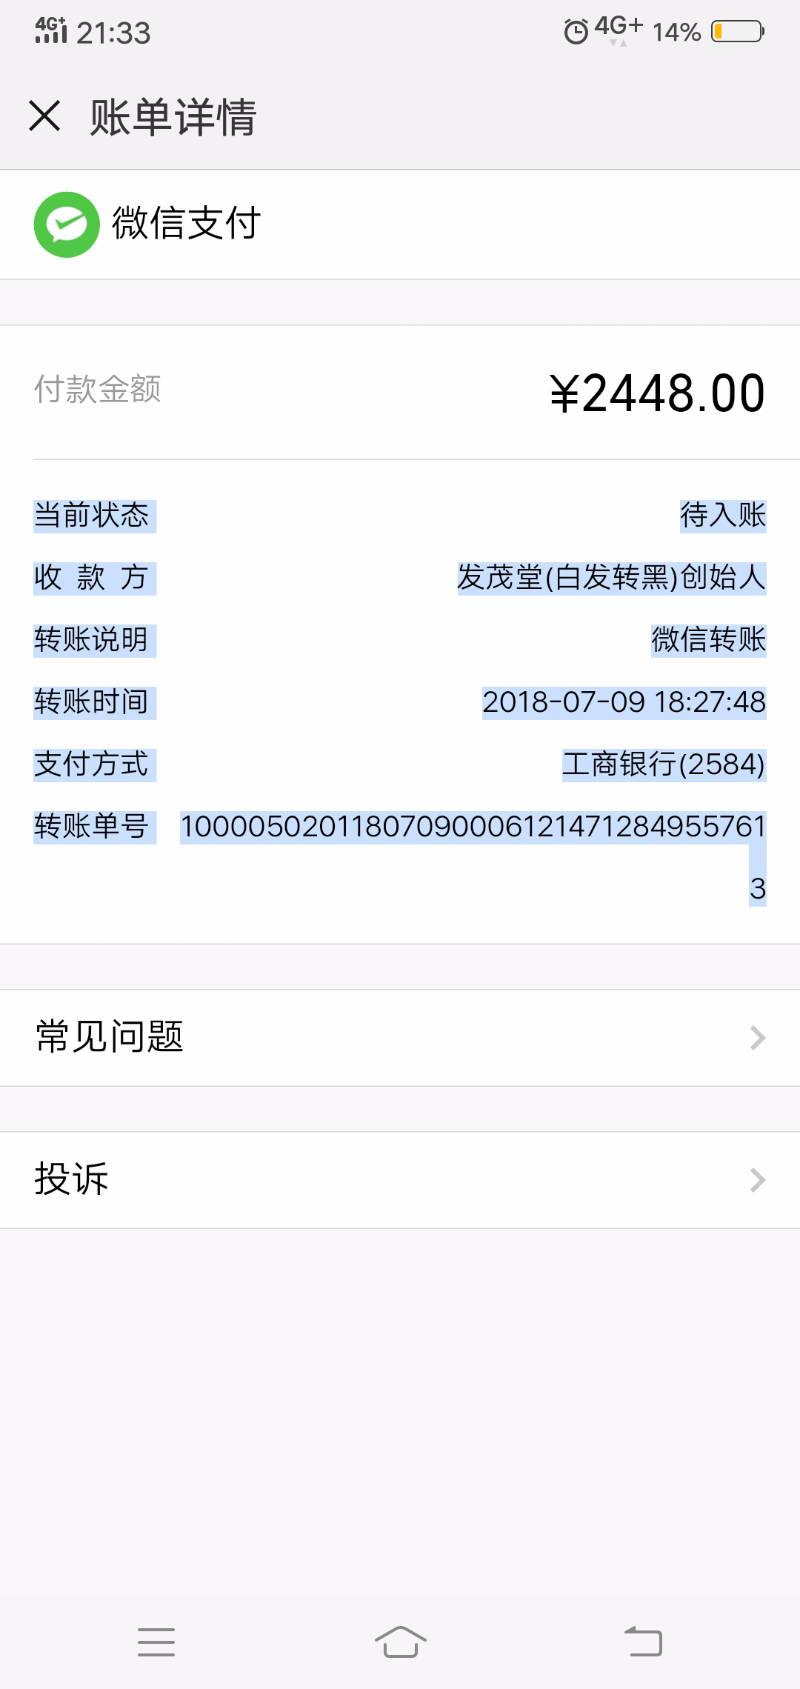 4G+ 21:33 4G+ 14%
账单详情
微信支付
付款金额 ¥2448.00
当前状态 待入账
收款方 发茂堂(白发转黑)创始人
转账说明 微信转账
转账时间 2018-07-09 18:27:48
支付方式 工商银行(2584)
转账单号 1000050201180709000612147128495 5761
3
常见问题
投诉